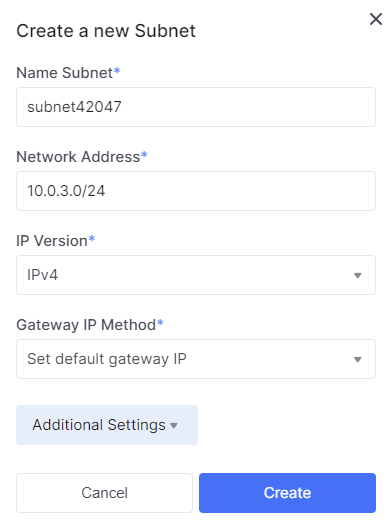 Create a new Subnet
Name Subnet*
subnet42047
Network Address*
10.0.3.0/24
IP Version*
IPv4
Gateway IP Method*
Set default gateway IP
Additional Settings
Cancel
Create